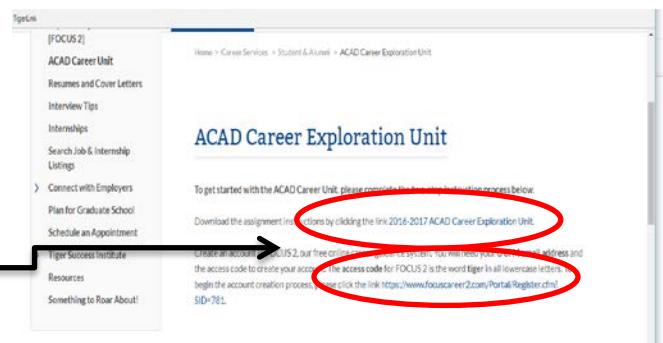 TigerLink
[FOCUS 2]
ACAD Career Unit
Resumes and Cover Letters
Interview Tips
Internships
Search Job & Internship
Listings
Connect with Employers
Plan for Graduate School
Schedule an Appointment
Tiger Success Institute
Resources
Something to Roar About!
Home > Career Services > Student & Alumni > ACAD Career Exploration Unit
ACAD Career Exploration Unit
To get started with the ACAD Career Unit, please complete the two-step instruction process below.
Download the assignment instructions by clicking the link 2016-2017 ACAD Career Exploration Unit.
Create an account FOCUS 2, our free online career guidance system. You will need your email address and
the access code to create your account. The access code for FOCUS 2 is the word tiger in all lowercase letters. To
begin the account creation process, please click the link https://www.focuscareer2.com/Portal/Register.cfm?
SID=781.